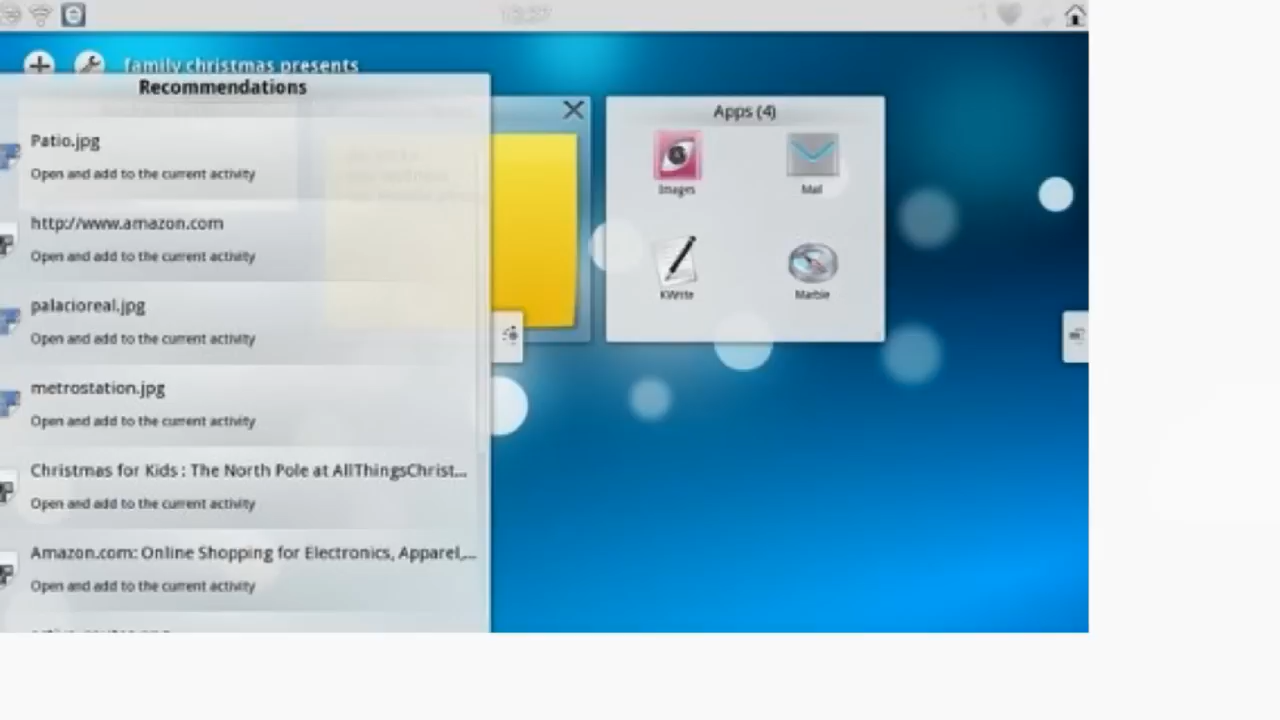 family christmas presents
Recommendations
Patio.jpg
Open and add to the current activity
http://www.amazon.com
Open and add to the current activity
palacioreal.jpg
Open and add to the current activity
metrostation.jpg
Open and add to the current activity
Christmas for Kids : The North Pole at AllThingsChrist...
Open and add to the current activity
Amazon.com: Online Shopping for Electronics, Apparel,...
Open and add to the current activity
Apps (4)
Images
Mail
KWrite
Marble